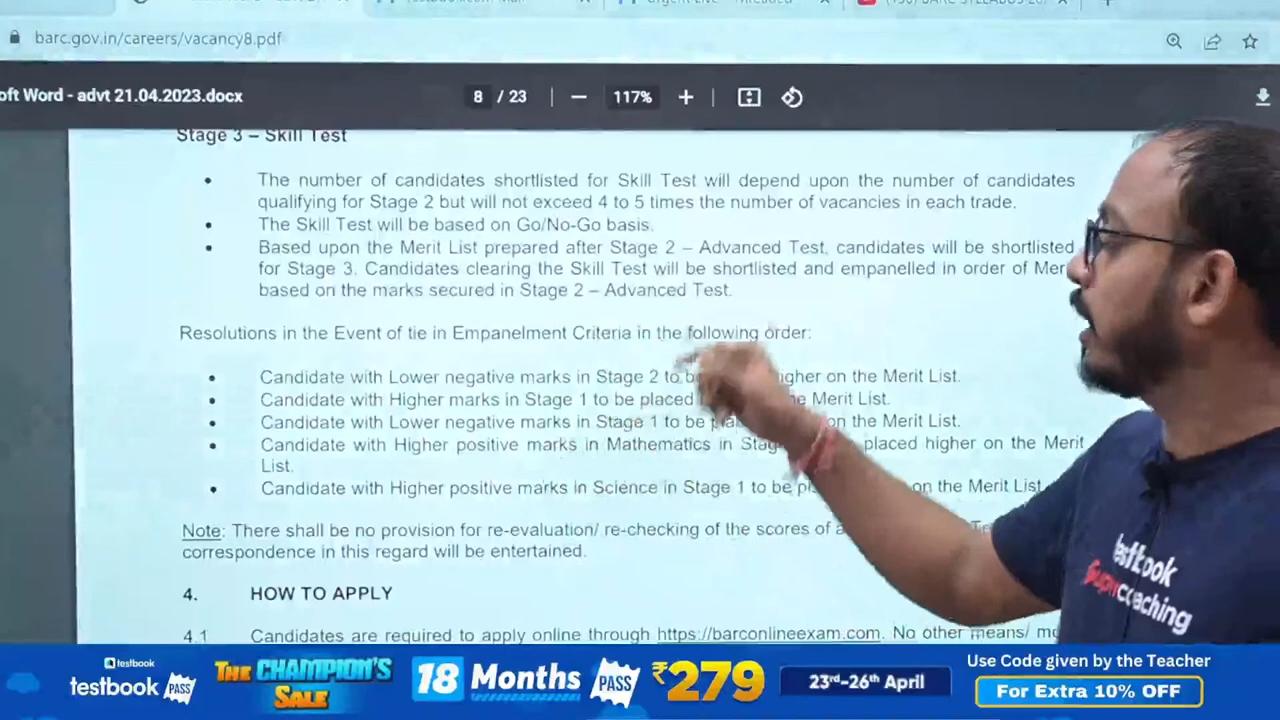 barc.gov.in/careers/vacancy8.pdf
oft Word - advt 21.04.2023.docx
8 / 23
117%
Stage 3 – Skill Test
• The number of candidates shortlisted for Skill Test will depend upon the number of candidates
qualifying for Stage 2 but will not exceed 4 to 5 times the number of vacancies in each trade.
• The Skill Test will be based on Go/No-Go basis.
• Based upon the Merit List prepared after Stage 2 – Advanced Test, candidates will be shortlisted
for Stage 3. Candidates clearing the Skill Test will be shortlisted and empanelled in order of Meri
based on the marks secured in Stage 2 – Advanced Test.
Resolutions in the Event of tie in Empanelment Criteria in the following order:
• Candidate with Lower negative marks in Stage 2 to b igher on the Merit List.
• Candidate with Higher marks in Stage 1 to be placed he Merit List.
• Candidate with Lower negative marks in Stage 1 to be pla on the Merit List.
• Candidate with Higher positive marks in Mathematics in Stag placed higher on the Merit
List.
• Candidate with Higher positive marks in Science in Stage 1 to be pl on the Merit List
Note: There shall be no provision for re-evaluation/ re-checking of the scores of a
correspondence in this regard will be entertained.
4. HOW TO APPLY
4.1 Candidates are required to apply online through https://barconlineexam.com. No other means/ mo
testbook
Supercoaching
testbook
testbook PASS
THE CHAMPION'S
SALE
18 Months PASS
₹279
23rd-26th April
Use Code given by the Teacher
For Extra 10% OFF